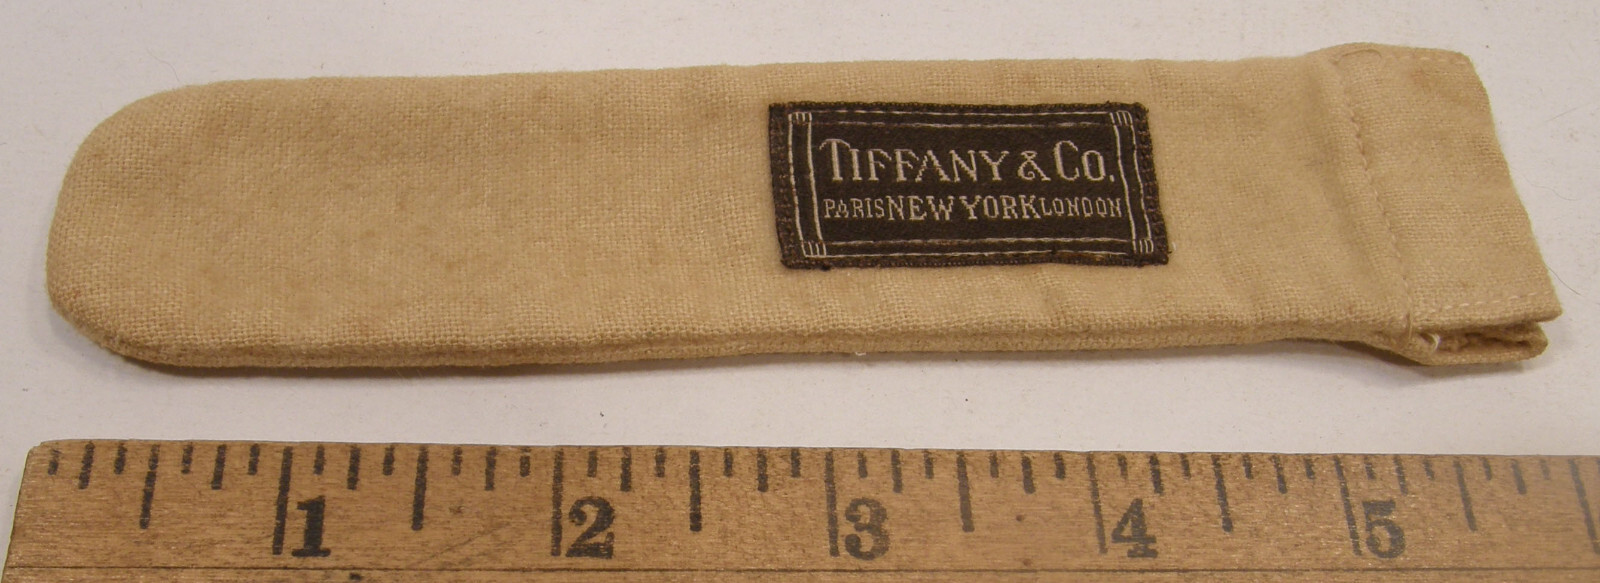 TIFFANY & CO.
PARIS NEW YORK LONDON
1 2 3 4 5